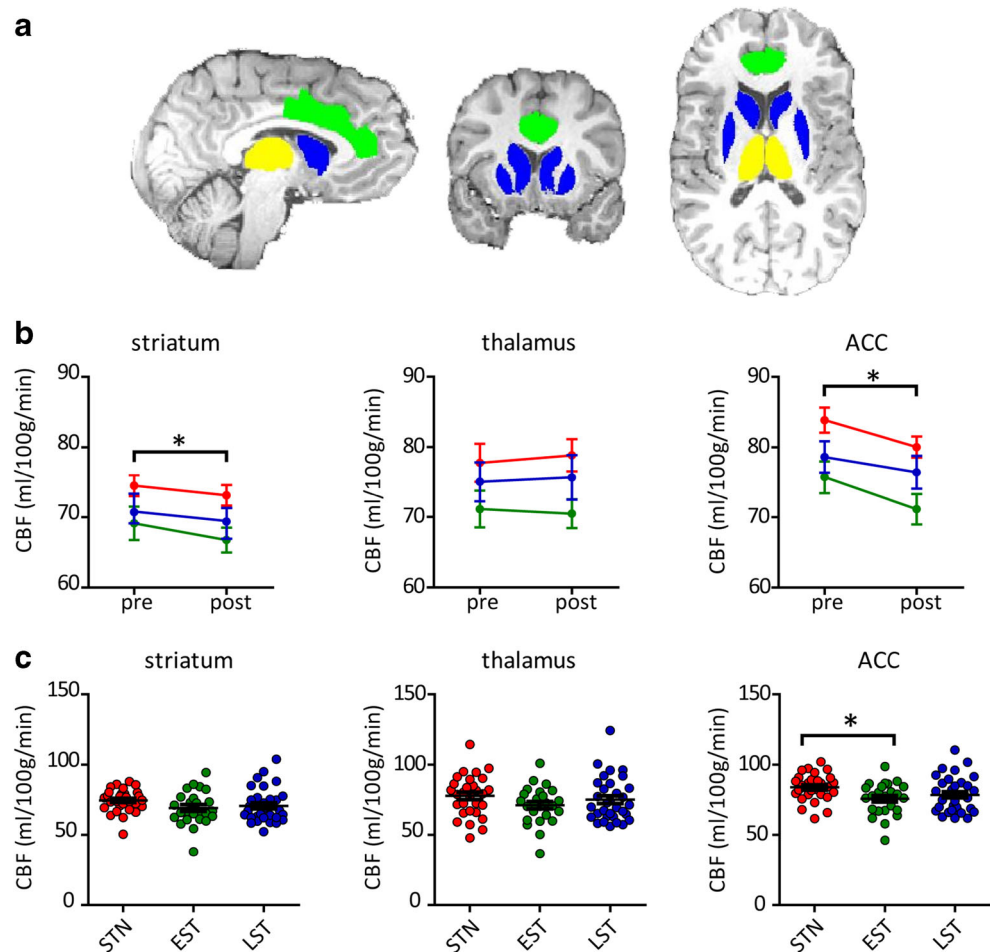 a
b
striatum
CBF (ml/100g/min)
90
80
70
60
pre post
thalamus
CBF (ml/100g/min)
90
80
70
60
pre post
ACC
*
CBF (ml/100g/min)
90
80
70
60
pre post
*
c
striatum
CBF (ml/100g/min)
150
100
50
0
STN EST LST
thalamus
CBF (ml/100g/min)
150
100
50
0
STN EST LST
ACC
*
CBF (ml/100g/min)
150
100
50
0
STN EST LST